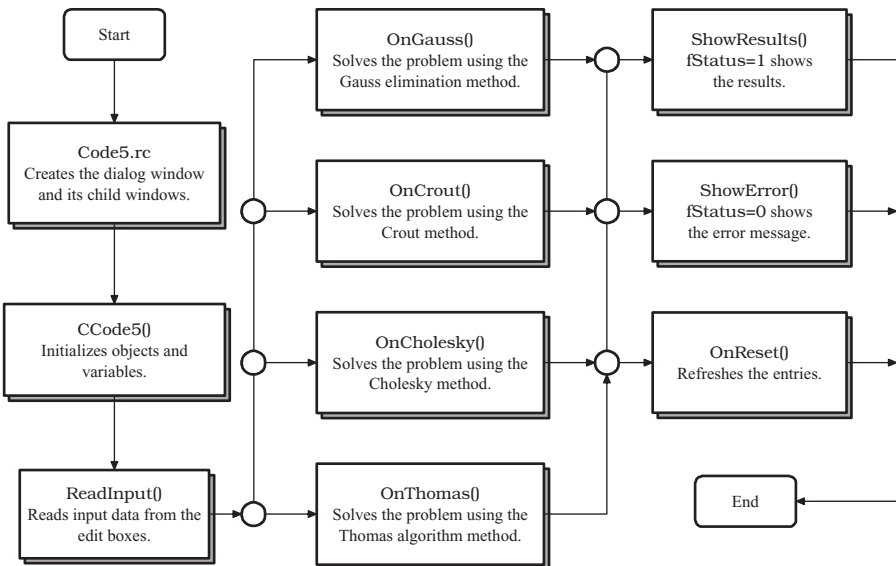 Start
Code5.rc
Creates the dialog window
and its child windows.
CCode5()
Initializes objects and
variables.
ReadInput()
Reads input data from the
edit boxes.
OnGauss()
Solves the problem using the
Gauss elimination method.
OnCrout()
Solves the problem using the
Crout method.
OnCholesky()
Solves the problem using the
Cholesky method.
OnThomas()
Solves the problem using the
Thomas algorithm method.
ShowResults()
fStatus=1 shows
the results.
ShowError()
fStatus=0 shows
the error message.
OnReset()
Refreshes the entries.
End